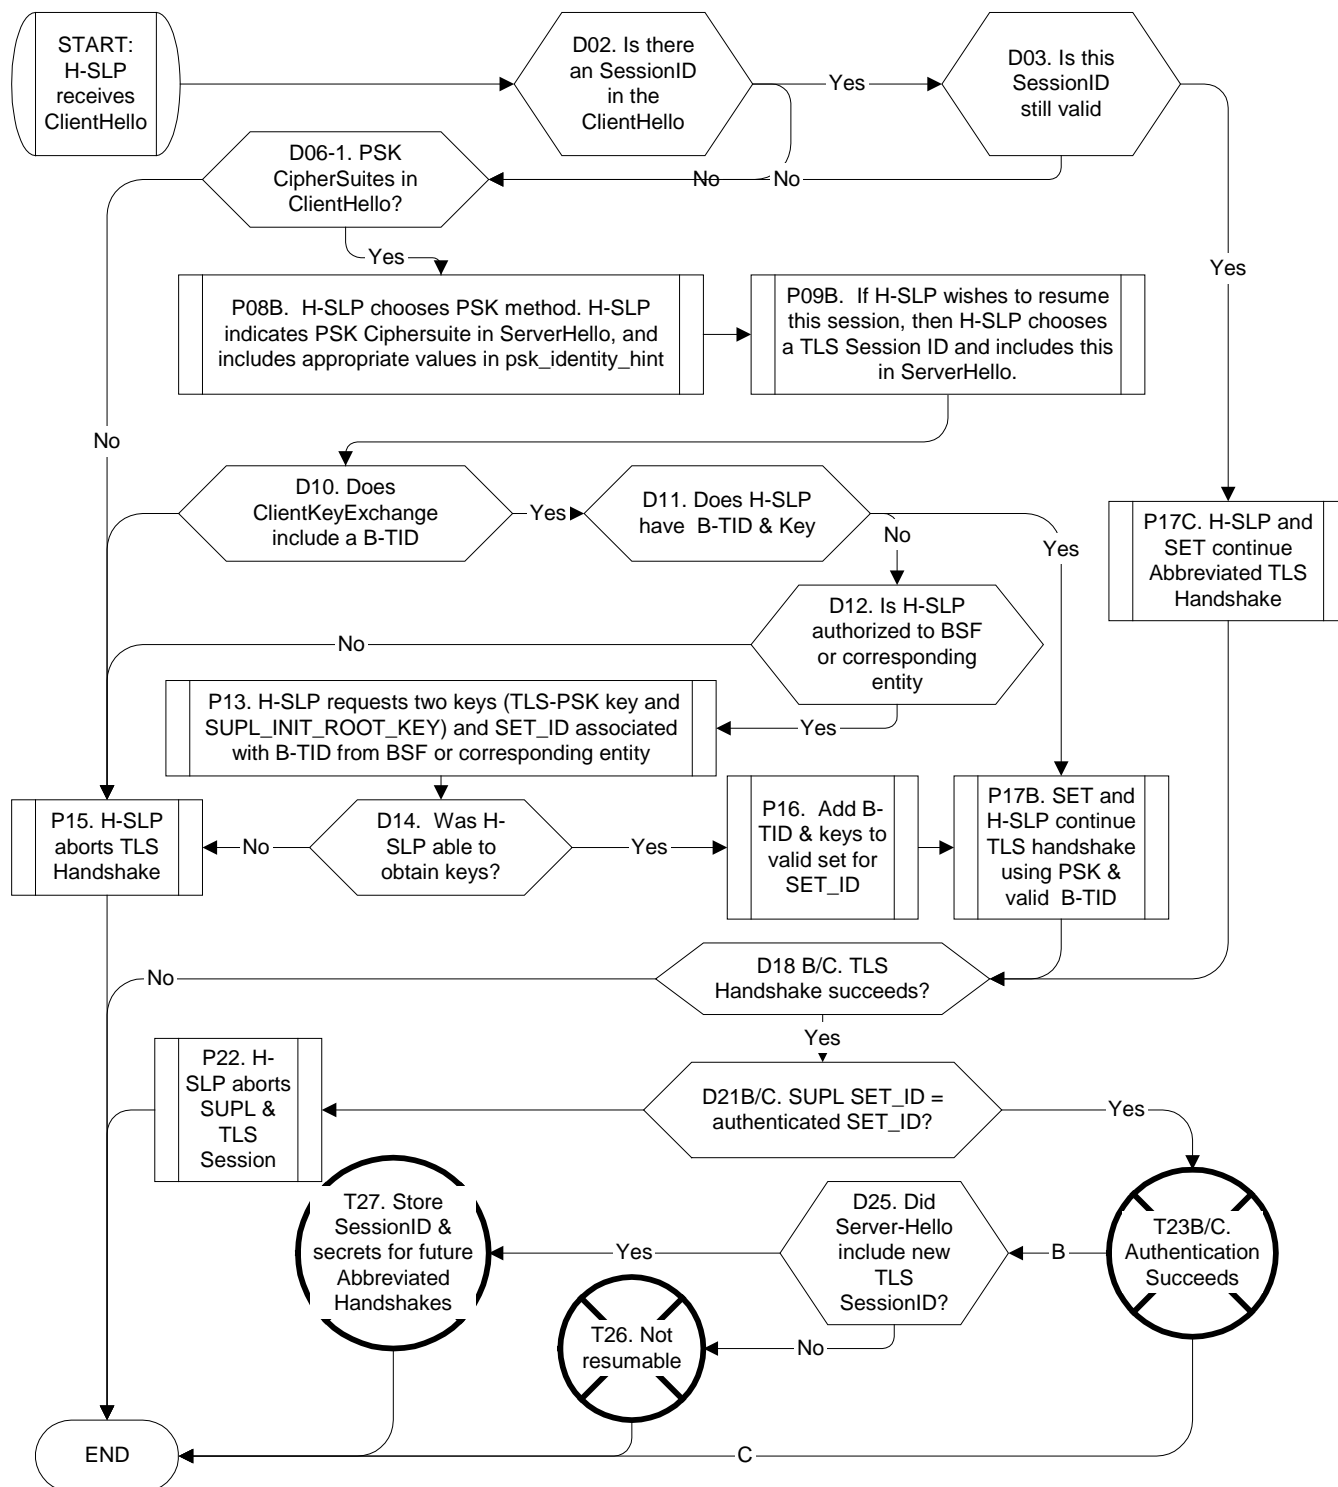 START:
H-SLP
receives
ClientHello
D02. Is there
an SessionID
in the
ClientHello
Yes
D03. Is this
SessionID
still valid
D06-1. PSK
CipherSuites in
ClientHello?
No
No
Yes
Yes
P08B.  H-SLP chooses PSK method. H-SLP
indicates PSK Ciphersuite in ServerHello, and
includes appropriate values in psk_identity_hint
P09B.  If H-SLP wishes to resume
this session, then H-SLP chooses
a TLS Session ID and includes this
in ServerHello.
No
D10. Does
ClientKeyExchange
include a B-TID
Yes
D11. Does H-SLP
have  B-TID & Key
No
Yes
P17C. H-SLP and
SET continue
Abbreviated TLS
Handshake
D12. Is H-SLP
authorized to BSF
or corresponding
entity
No
P13. H-SLP requests two keys (TLS-PSK key and
SUPL_INIT_ROOT_KEY) and SET_ID associated
with B-TID from BSF or corresponding entity
Yes
P15. H-SLP
aborts TLS
Handshake
No
D14.  Was H-
SLP able to
obtain keys?
Yes
P16.  Add B-
TID & keys to
valid set for
SET_ID
P17B. SET and
H-SLP continue
TLS handshake
using PSK &
valid  B-TID
No
D18 B/C. TLS
Handshake succeeds?
Yes
P22. H-
SLP aborts
SUPL &
TLS
Session
D21B/C. SUPL SET_ID =
authenticated SET_ID?
Yes
T27. Store
SessionID &
secrets for future
Abbreviated
Handshakes
Yes
D25. Did
Server-Hello
include new
TLS
SessionID?
B
T23B/C.
Authentication
Succeeds
T26. Not
resumable
No
END
C